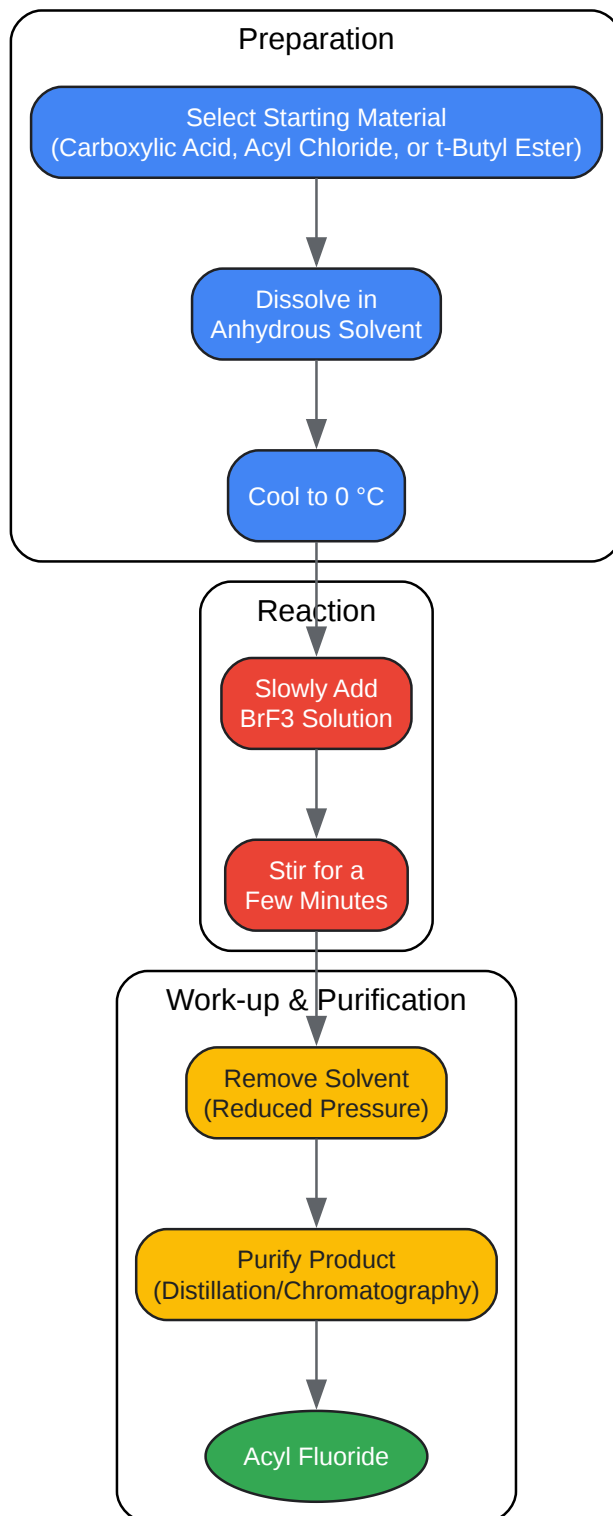 Preparation
Select Starting Material
(Carboxylic Acid, Acyl Chloride, or t-Butyl Ester)
Dissolve in
Anhydrous Solvent
Cool to 0 °C
Reaction
Slowly Add
BrF3 Solution
Stir for a
Few Minutes
Work-up & Purification
Remove Solvent
(Reduced Pressure)
Purify Product
(Distillation/Chromatography)
Acyl Fluoride